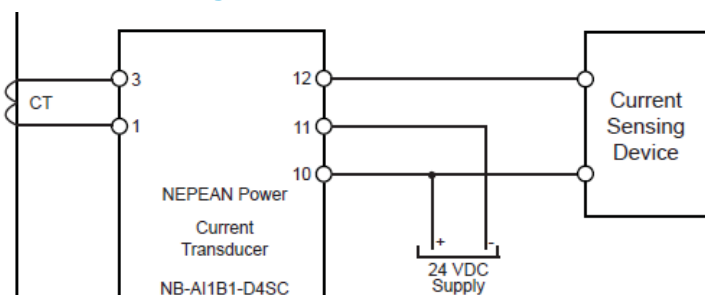 3
12
CT
1
11
Current
Sensing
Device
10
NEPEAN Power
Current
Transducer
+
-
24 VDC
Supply
NB-AI1B1-D4SC